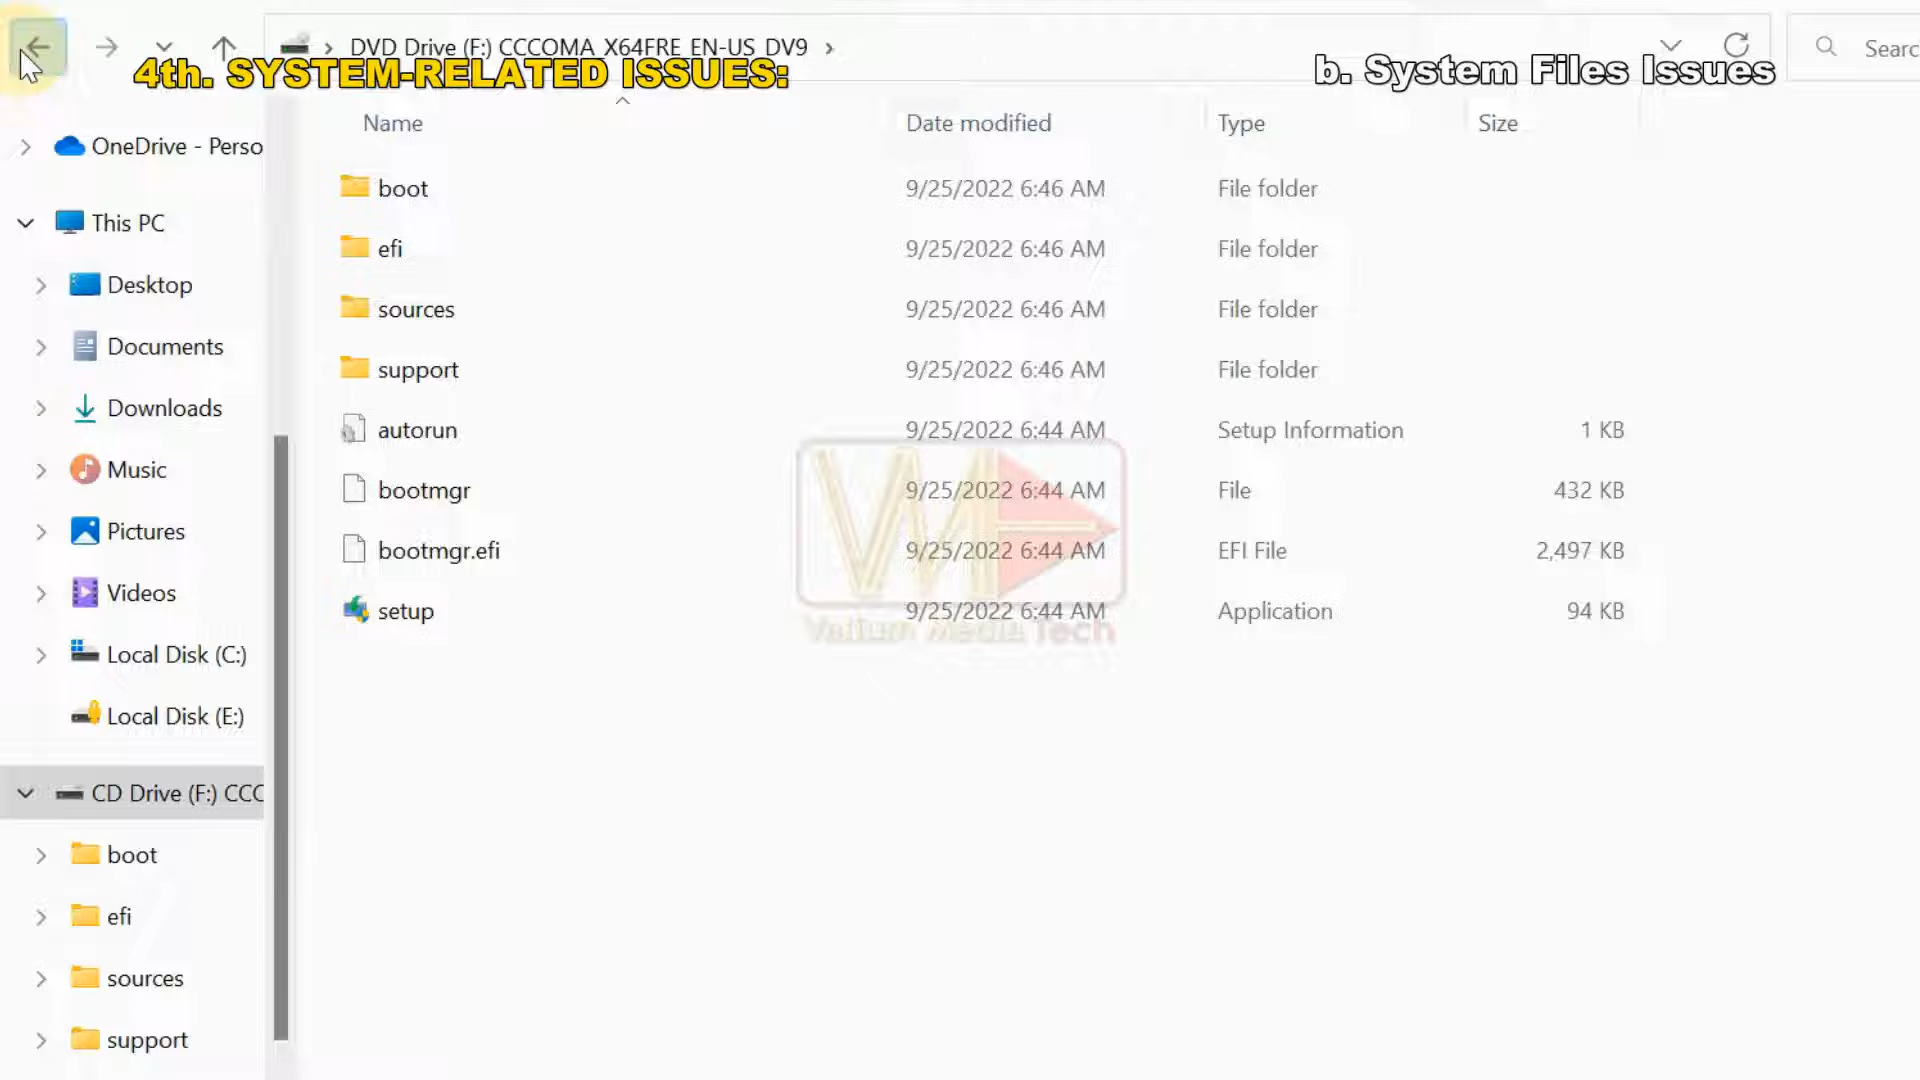 DVD Drive (F:) CCCOMA_X64FRE_EN-US_DV9
Searc
4th. SYSTEM-RELATED ISSUES:
b. System Files Issues
Name Date modified Type Size
OneDrive - Perso
This PC
Desktop
Documents
Downloads
Music
Pictures
Videos
Local Disk (C:)
Local Disk (E:)
CD Drive (F:) CCC
boot
efi
sources
support
boot 9/25/2022 6:46 AM File folder
efi 9/25/2022 6:46 AM File folder
sources 9/25/2022 6:46 AM File folder
support 9/25/2022 6:46 AM File folder
autorun 9/25/2022 6:44 AM Setup Information 1 KB
bootmgr 9/25/2022 6:44 AM File 432 KB
bootmgr.efi 9/25/2022 6:44 AM EFI File 2,497 KB
setup 9/25/2022 6:44 AM Application 94 KB
Media Tech